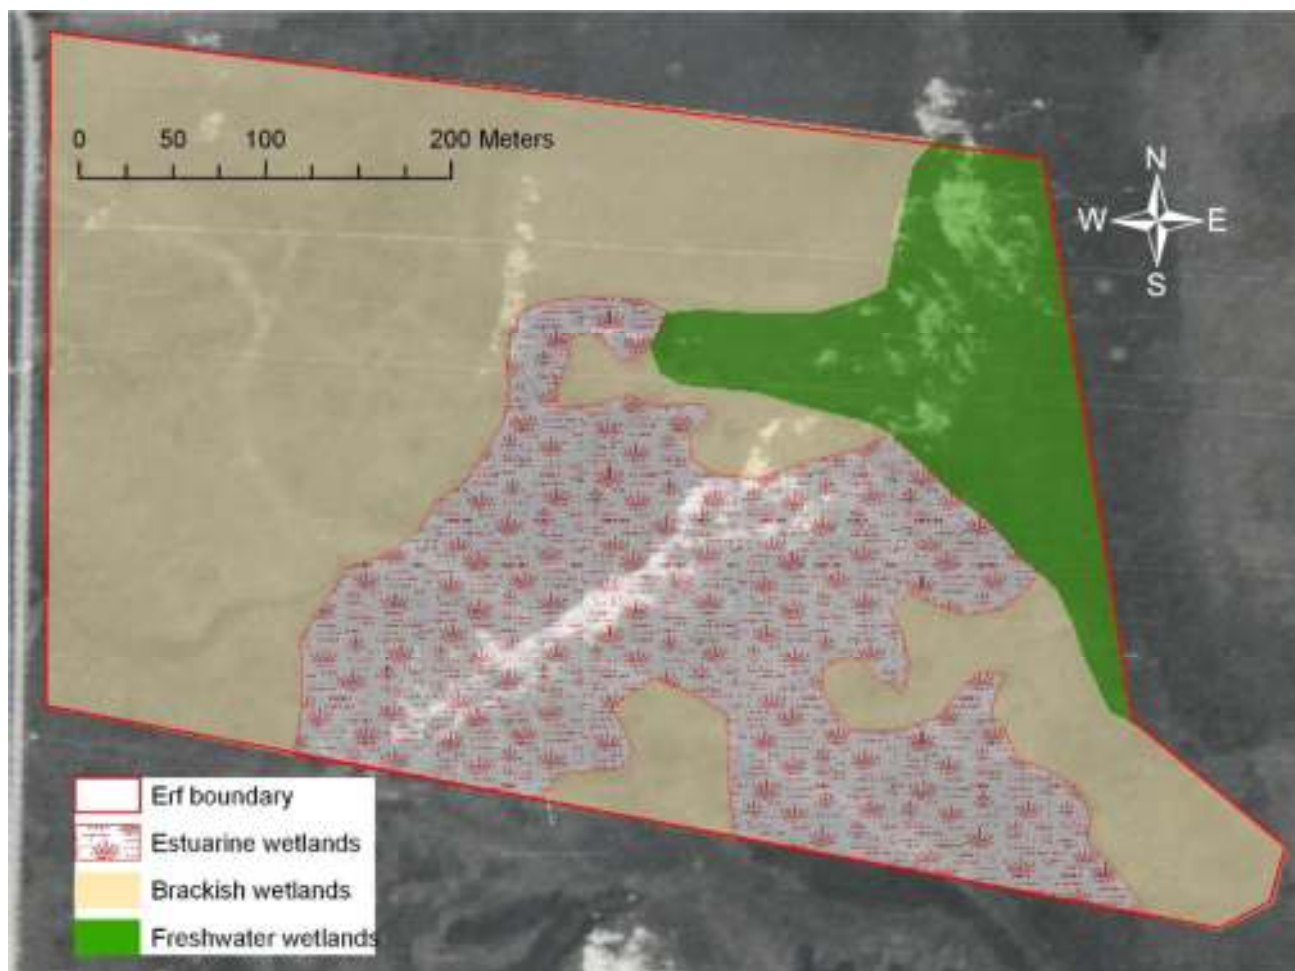 0 50 100 200 Meters
N
W E
S
Erf boundary
Estuarine wetlands
Brackish wetlands
Freshwater wetlands